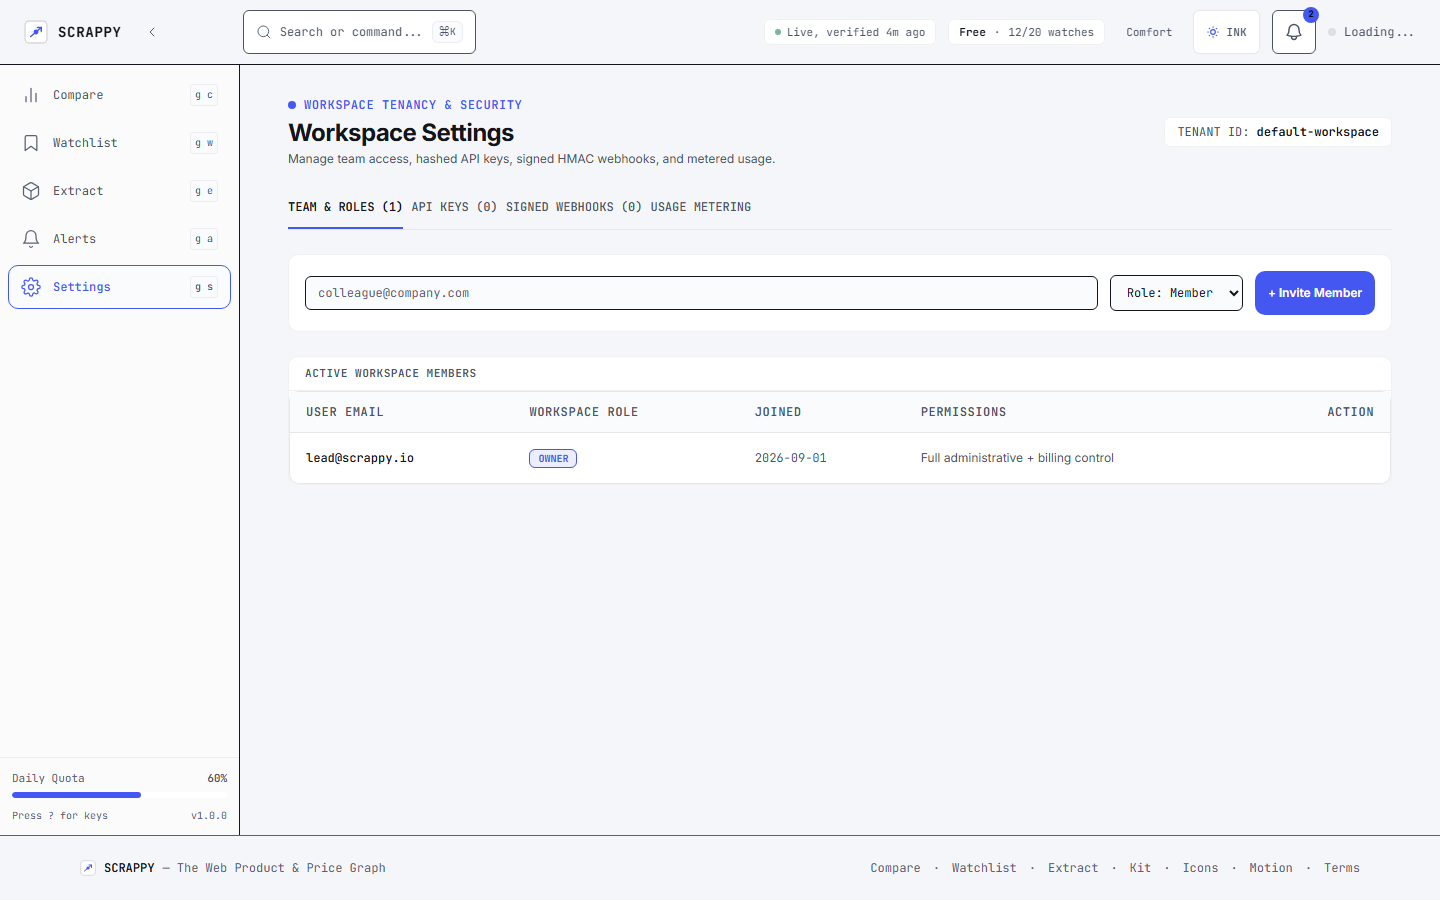 SCRAPPY
Search or command... ⌘K
Live, verified 4m ago
Free · 12/20 watches
Comfort
INK
2
Loading...
Compare g c
Watchlist g w
Extract g e
Alerts g a
Settings g s
Daily Quota 60%
Press ? for keys v1.0.0
WORKSPACE TENANCY & SECURITY
Workspace Settings
Manage team access, hashed API keys, signed HMAC webhooks, and metered usage.
TENANT ID: default-workspace
TEAM & ROLES (1) API KEYS (0) SIGNED WEBHOOKS (0) USAGE METERING
colleague@company.com Role: Member + Invite Member
ACTIVE WORKSPACE MEMBERS
USER EMAIL WORKSPACE ROLE JOINED PERMISSIONS ACTION
lead@scrappy.io OWNER 2026-09-01 Full administrative + billing control
SCRAPPY — The Web Product & Price Graph
Compare · Watchlist · Extract · Kit · Icons · Motion · Terms